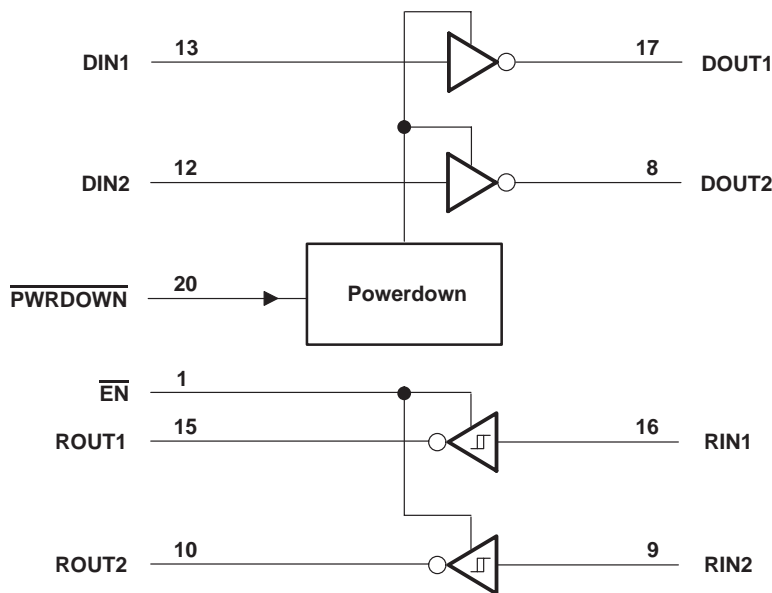 DIN1 13 17 DOUT1
DIN2 12 8 DOUT2
PWRDOWN 20 Powerdown
EN 1
ROUT1 15 16 RIN1
ROUT2 10 9 RIN2